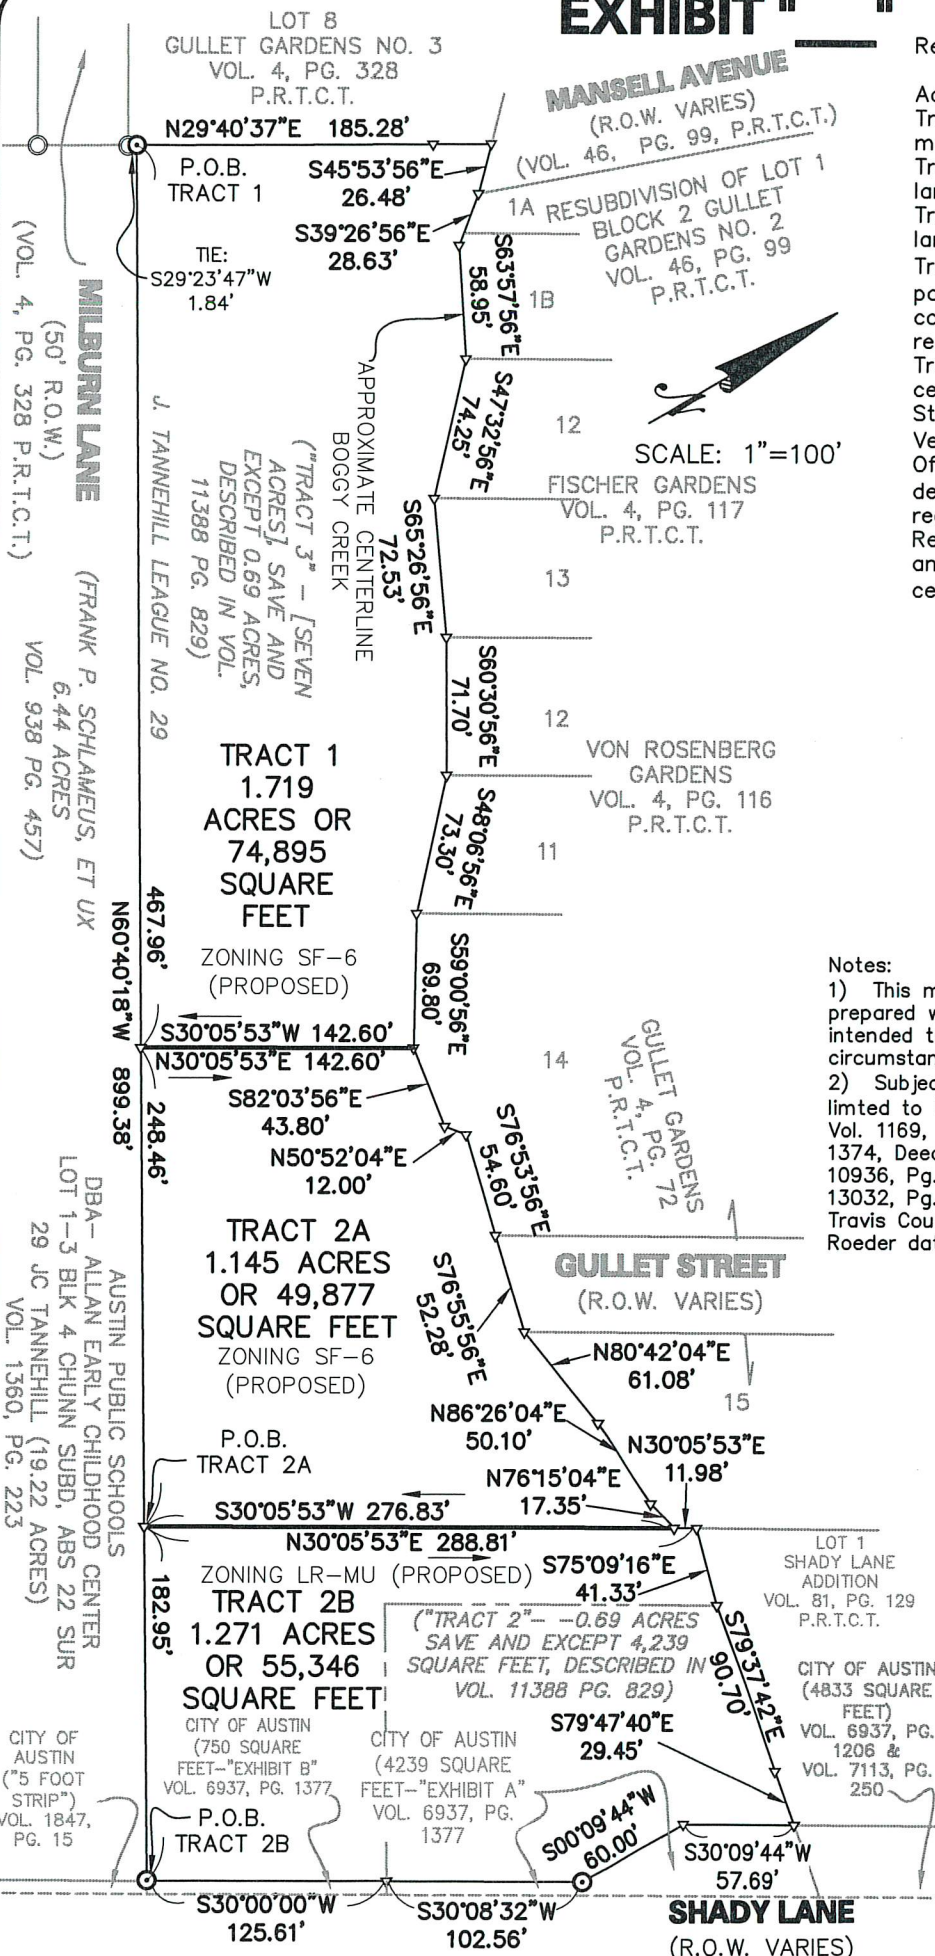 EXHIBIT "___"
LOT 8
GULLET GARDENS NO. 3
VOL. 4, PG. 328
P.R.T.C.T.
MANSELL AVENUE
(R.O.W. VARIES)
(VOL. 46, PG. 99, P.R.T.C.T.)
N29°40'37"E 185.28'
P.O.B.
TRACT 1
S45°53'56"E
26.48'
1A
RESUBDIVISION OF LOT 1
BLOCK 2 GULLET
GARDENS NO. 2
VOL. 46, PG. 99
P.R.T.C.T.
S39°26'56"E
28.63'
TIE:
S29°23'47"W
1.84'
S63°57'56"E
58.95'
1B
MILBURN LANE
(50' R.O.W.)
(VOL. 4, PG. 328 P.R.T.C.T.)
APPROXIMATE CENTERLINE
BOGGY CREEK
S47°32'56"E
74.25'
12
SCALE: 1"=100'
FISCHER GARDENS
VOL. 4, PG. 117
P.R.T.C.T.
J. TANNEHILL LEAGUE NO. 29
("TRACT 3" – [SEVEN
ACRES], SAVE AND
EXCEPT 0.69 ACRES,
DESCRIBED IN VOL.
11388 PG. 829)
S65°26'56"E
72.53'
13
(FRANK P. SCHLAMEUS, ET UX
6.44 ACRES
VOL. 938 PG. 457)
S60°30'56"E
71.70'
12
VON ROSENBERG
GARDENS
VOL. 4, PG. 116
P.R.T.C.T.
TRACT 1
1.719
ACRES OR
74,895
SQUARE
FEET
S48°06'56"E
73.30'
11
ZONING SF-6
(PROPOSED)
467.96'
N60°40'18"W 899.38'
S59°00'56"E
69.80'
Notes:
1) This m
prepared w
intended t
circumstan
2) Subjec
limted to
Vol. 1169,
1374, Deed
10936, Pg.
13032, Pg.
Travis Cou
Roeder dat
S30°05'53"W 142.60'
N30°05'53"E 142.60'
14
GULLET GARDENS
VOL. 4, PG. 72
P.R.T.C.T.
S82°03'56"E
43.80'
248.46'
N50°52'04"E
12.00'
S76°53'56"E
54.60'
TRACT 2A
1.145 ACRES
OR 49,877
SQUARE FEET
ZONING SF-6
(PROPOSED)
GULLET STREET
(R.O.W. VARIES)
S76°55'56"E
52.28'
N80°42'04"E
61.08'
15
AUSTIN PUBLIC SCHOOLS
DBA– ALLAN EARLY CHILDHOOD CENTER
LOT 1–3 BLK 4 CHUNN SUBD, ABS 22 SUR
29 JC TANNEHILL (19.22 ACRES)
VOL. 1360, PG. 223
N86°26'04"E
50.10'
P.O.B.
TRACT 2A
N30°05'53"E
11.98'
N76°15'04"E
17.35'
S30°05'53"W 276.83'
N30°05'53"E 288.81'
LOT 1
SHADY LANE
ADDITION
VOL. 81, PG. 129
P.R.T.C.T.
S75°09'16"E
41.33'
ZONING LR-MU (PROPOSED)
182.95'
TRACT 2B
1.271 ACRES
OR 55,346
SQUARE FEET
("TRACT 2"– –0.69 ACRES
SAVE AND EXCEPT 4,239
SQUARE FEET, DESCRIBED IN
VOL. 11388 PG. 829)
S79°37'42"E
90.70'
CITY OF AUSTIN
(4833 SQUARE
FEET)
VOL. 6937, PG.
1206 &
VOL. 7113, PG.
250
S79°47'40"E
29.45'
CITY OF
AUSTIN
("5 FOOT
STRIP")
VOL. 1847,
PG. 15
CITY OF AUSTIN
(750 SQUARE
FEET–"EXHIBIT B"
VOL. 6937, PG. 1377
CITY OF AUSTIN
(4239 SQUARE
FEET–"EXHIBIT A"
VOL. 6937, PG.
1377
P.O.B.
TRACT 2B
S00°09'44"W
60.00'
S30°09'44"W
57.69'
S30°00'00"W
125.61'
S30°08'32"W
102.56'
SHADY LANE
(R.O.W. VARIES)